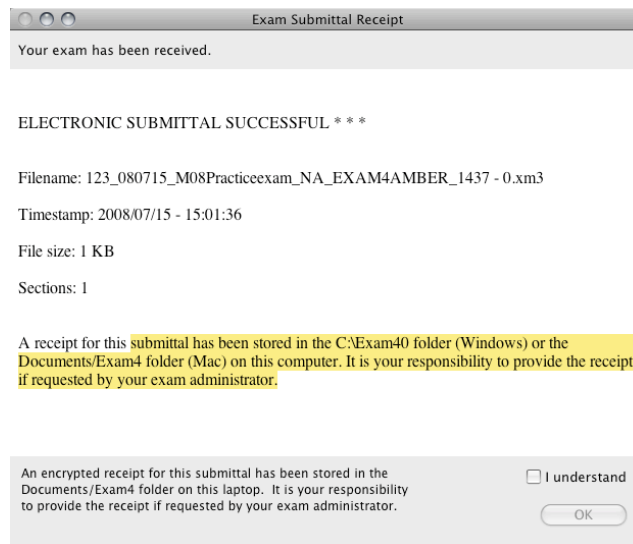 Exam Submittal Receipt
Your exam has been received.
ELECTRONIC SUBMITTAL SUCCESSFUL * * *
Filename: 123_080715_M08Practiceexam_NA_EXAM4AMBER_1437 - 0.xm3
Timestamp: 2008/07/15 - 15:01:36
File size: 1 KB
Sections: 1
A receipt for this submittal has been stored in the C:\Exam40 folder (Windows) or the
Documents/Exam4 folder (Mac) on this computer. It is your responsibility to provide the receipt
if requested by your exam administrator.
An encrypted receipt for this submittal has been stored in the
Documents/Exam4 folder on this laptop. It is your responsibility
to provide the receipt if requested by your exam administrator.
I understand
OK